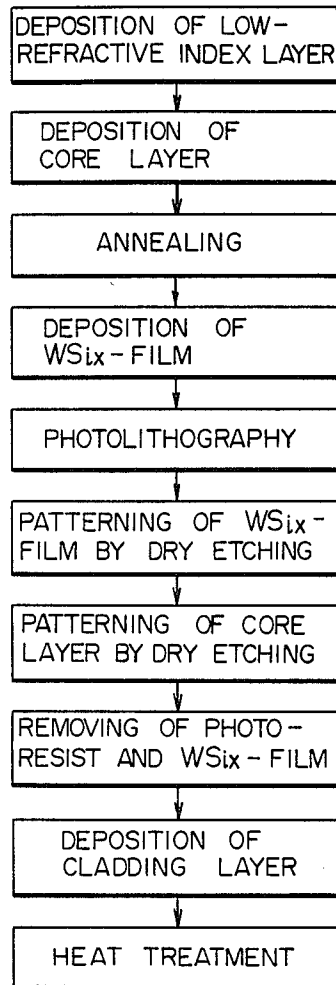 DEPOSITION OF LOW-
REFRACTIVE INDEX LAYER
DEPOSITION OF
CORE LAYER
ANNEALING
DEPOSITION OF
WSix-FILM
PHOTOLITHOGRAPHY
PATTERNING OF WSix-
FILM BY DRY ETCHING
PATTERNING OF CORE
LAYER BY DRY ETCHING
REMOVING OF PHOTO-
RESIST AND WSix-FILM
DEPOSITION OF
CLADDING LAYER
HEAT TREATMENT